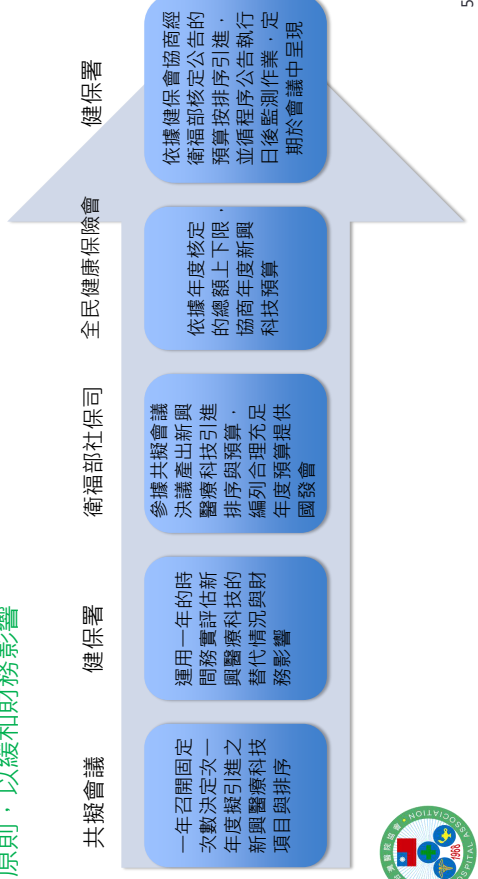 原則，以緩和財務影響
共擬會議
一年召開固定
次數決定次一
年度擬引進之
新興醫療科技
項目與排序
健保署
運用一年的時
間務實評估新
興醫療科技的
替代情況與財
務影響
衛福部社保司
參據共擬會議
決議產出新興
醫療科技引進
排序與預算，
編列合理充足
年度預算提供
國發會
全民健康保險會
依據年度核定
的總額上下限，
協商年度新興
科技預算
健保署
依據健保會協商經
衛福部核定公告的
預算按排序引進，
並循程序公告執行
日後監測作業，定
期於會議中呈現
1968
5